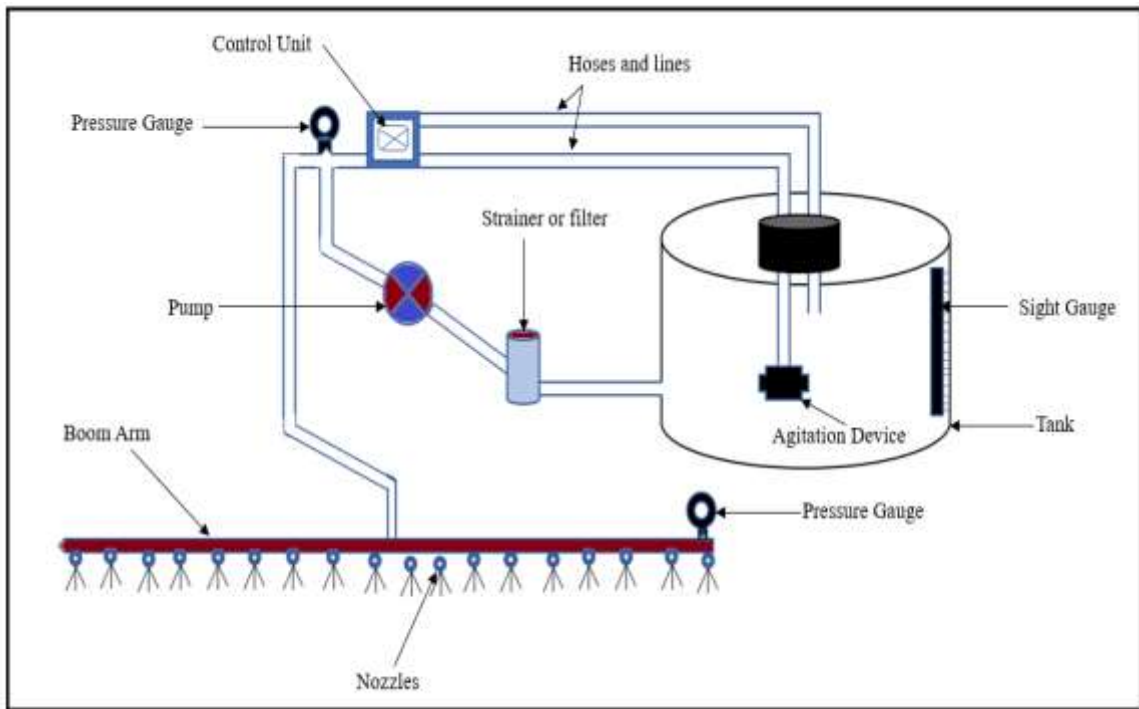 Control Unit
Hoses and lines
Pressure Gauge
Strainer or filter
Pump
Sight Gauge
Agitation Device
Tank
Boom Arm
Pressure Gauge
Nozzles